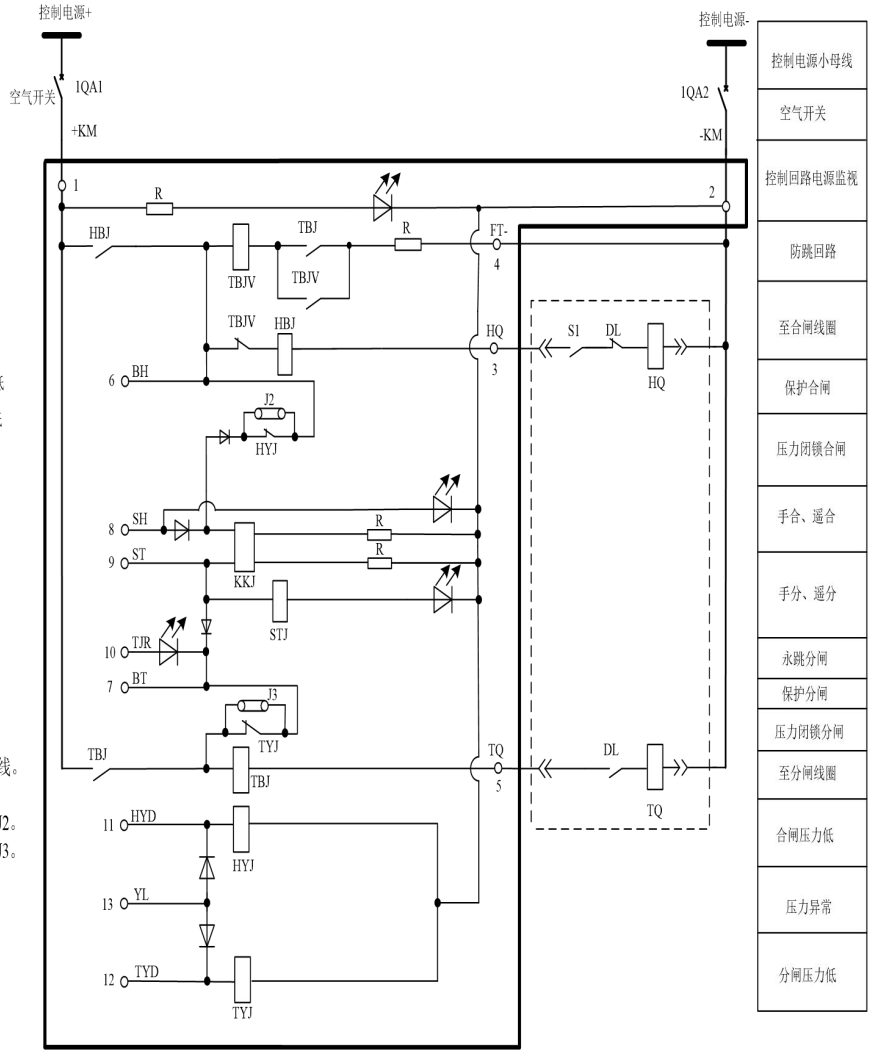 控制电源+
控制电源-
空气开关
1QA1
1QA2
+KM
-KM
1
R
2
HBJ
TBJ
R
FT-
TBJV
TBJV
4
TBJV
HBJ
HQ
3
S1
DL
HQ
6
BH
J2
HYJ
8
SH
R
9
ST
R
KKJ
STJ
10
TJR
7
BT
J3
TYJ
TBJ
TBJ
TQ
5
DL
TQ
线。
11
HYD
HYJ
J2。
J3。
13
YL
12
TYD
TYJ
控制电源小母线
空气开关
控制回路电源监视
防跳回路
至合闸线圈
保护合闸
压力闭锁合闸
手合、遥合
手分、遥分
永跳分闸
保护分闸
压力闭锁分闸
至分闸线圈
合闸压力低
压力异常
分闸压力低